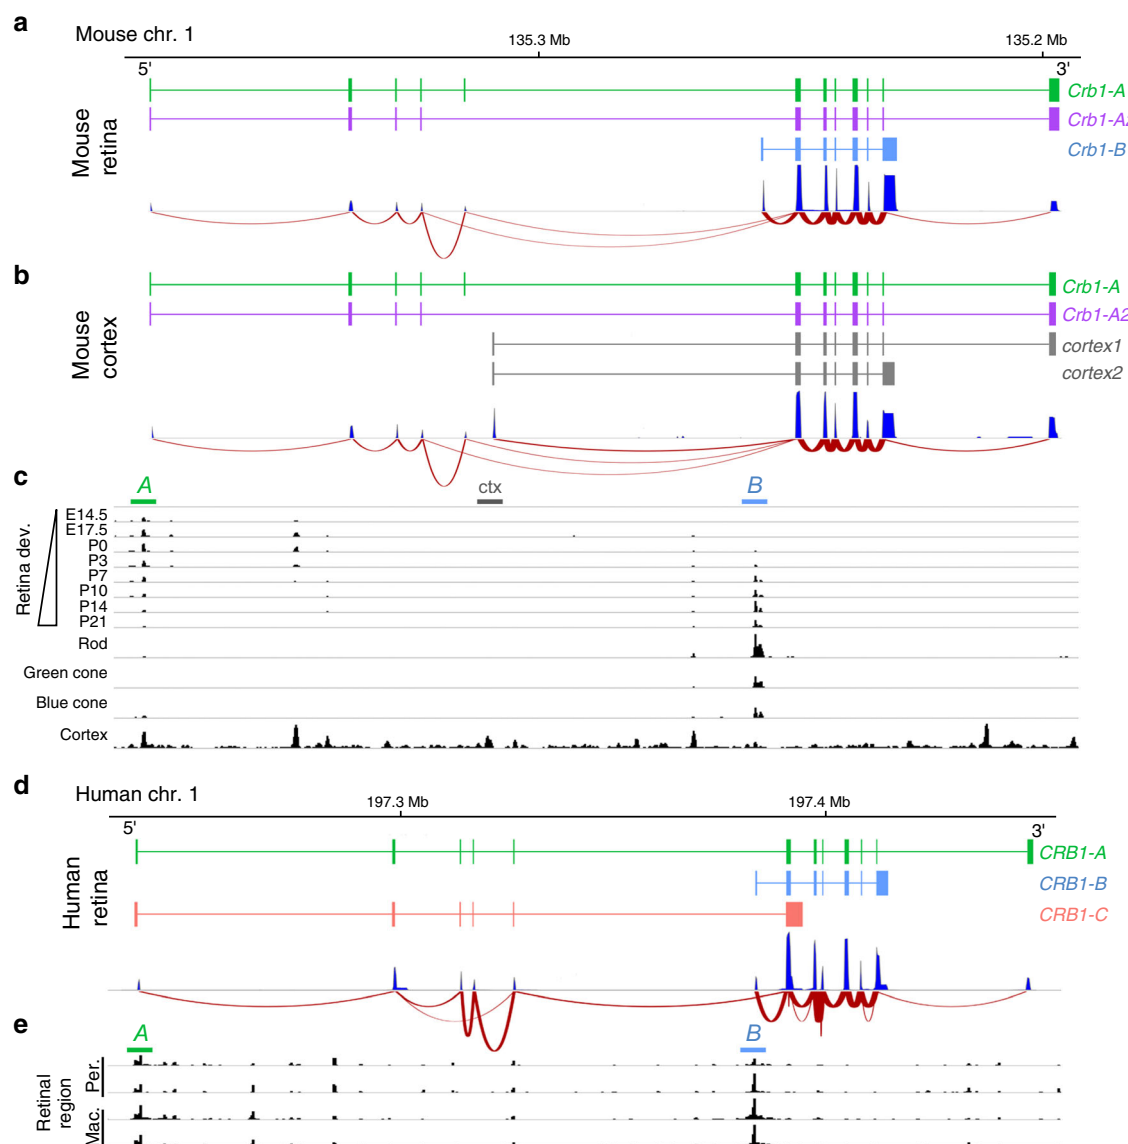 a
Mouse chr. 1
135.3 Mb
135.2 Mb
5'
3'
Mouse
retina
Crb1-A
Crb1-A2
Crb1-B
b
Mouse
cortex
Crb1-A
Crb1-A2
cortex1
cortex2
c
A
ctx
B
Retina dev.
E14.5
E17.5
P0
P3
P7
P10
P14
P21
Rod
Green cone
Blue cone
Cortex
d
Human chr. 1
197.3 Mb
197.4 Mb
5'
3'
Human
retina
CRB1-A
CRB1-B
CRB1-C
e
A
B
Retinal
region
Per.
Mac.